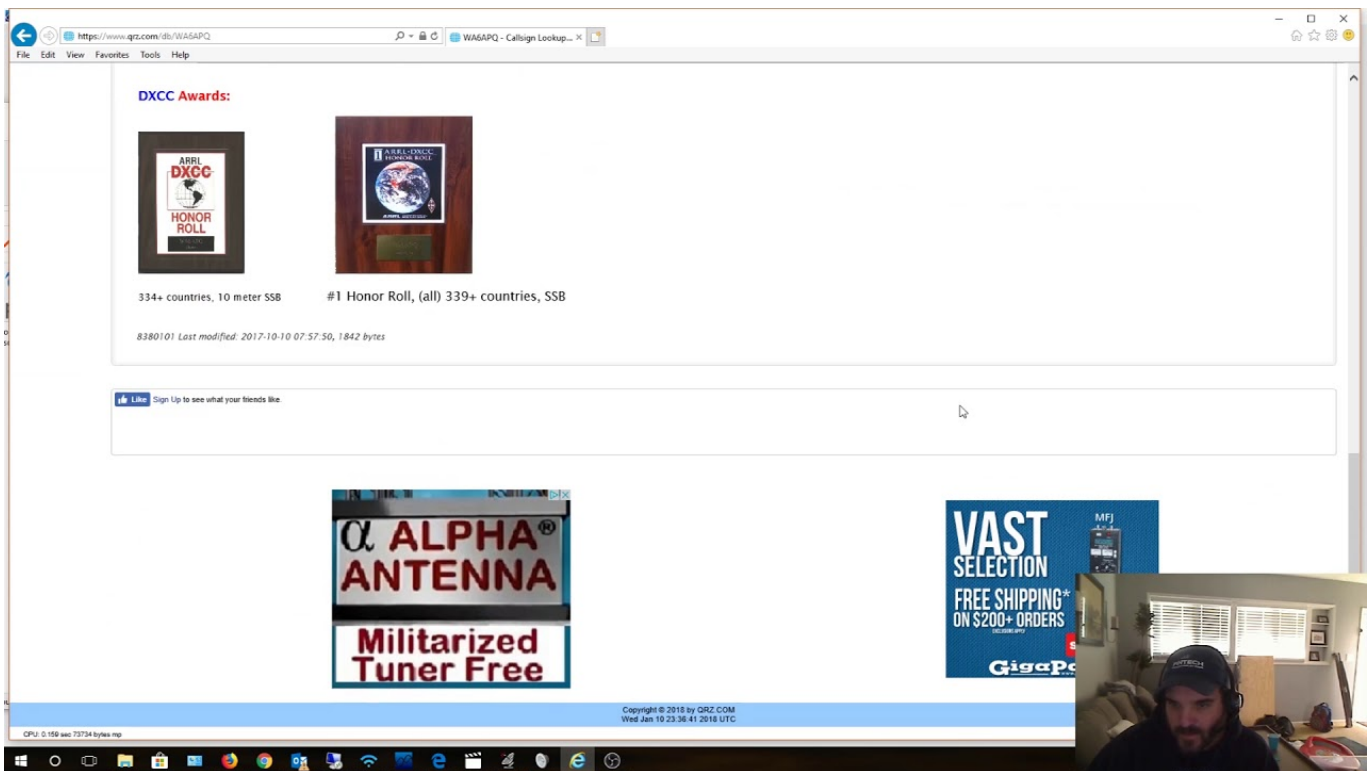 https://www.qrz.com/db/WA6APQ
WA6APQ - Callsign Lookup...
File Edit View Favorites Tools Help
DXCC Awards:
ARRL
DXCC
HONOR
ROLL
ARRL-DXCC
HONOR ROLL
334+ countries, 10 meter SSB
#1 Honor Roll, (all) 339+ countries, SSB
8380101 Last modified: 2017-10-10 07:57:50, 1842 bytes
Like Sign Up to see what your friends like.
α ALPHA®
ANTENNA
Militarized
Tuner Free
VAST
SELECTION
MFJ
FREE SHIPPING*
ON $200+ ORDERS
EXCLUSIONS APPLY
GigaPa
Copyright © 2018 by QRZ.COM
Wed Jan 10 23:36:41 2018 UTC
CPU: 0.159 sec 73734 bytes mp